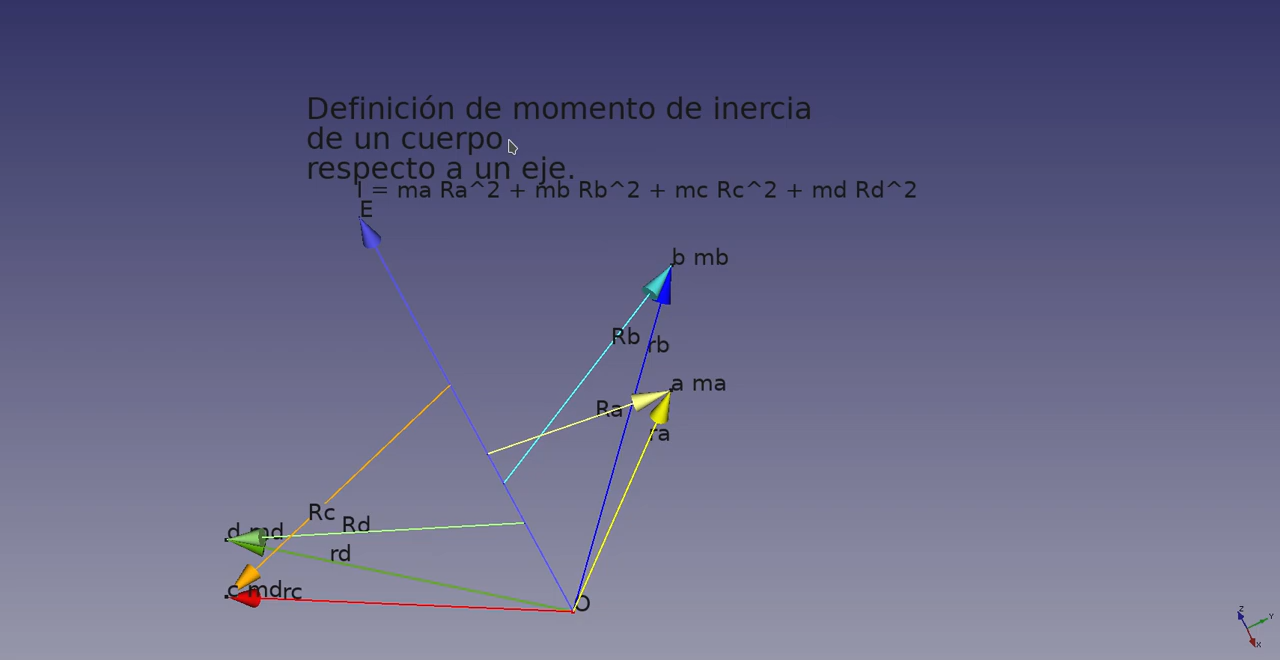 Definición de momento de inercia
de un cuerpo
respecto a un eje.
I = ma Ra^2 + mb Rb^2 + mc Rc^2 + md Rd^2
E
b mb
Rb
rb
a ma
Ra
ra
Rc
Rd
d md
rd
c md
rc
O
Z
Y
X